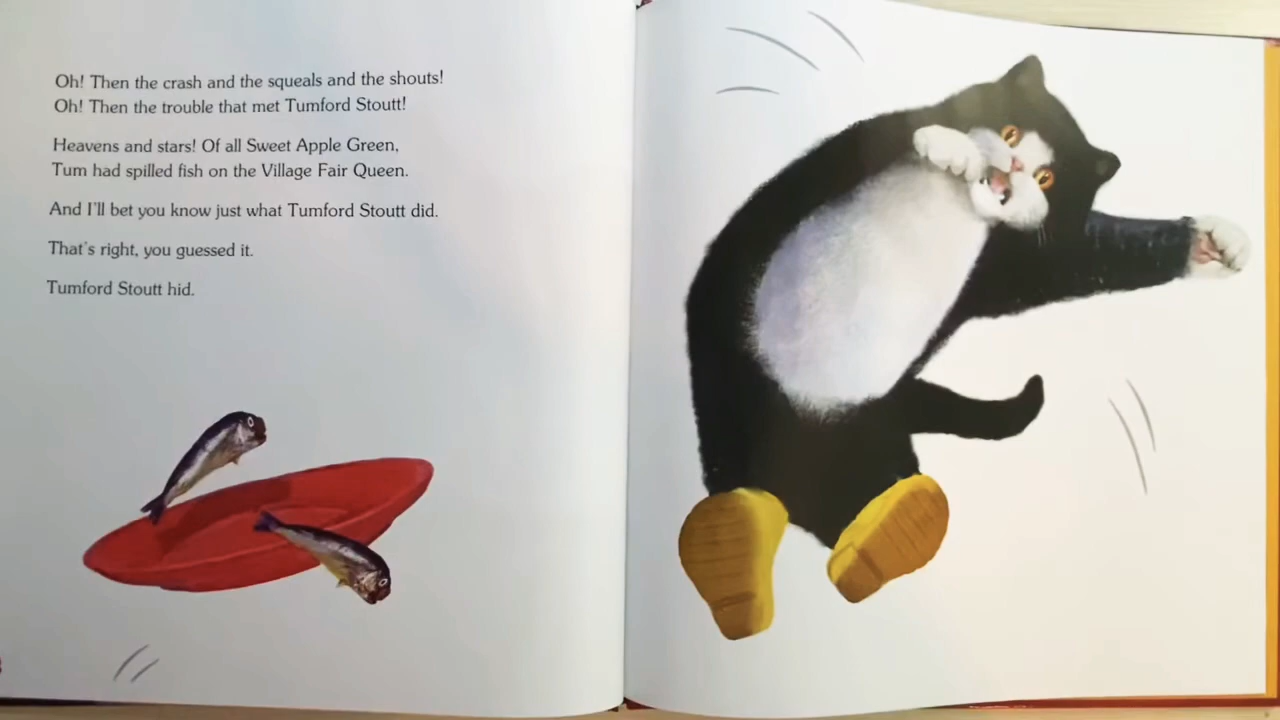 Oh! Then the crash and the squeals and the shouts!
Oh! Then the trouble that met Tumford Stoutt!
Heavens and stars! Of all Sweet Apple Green,
Tum had spilled fish on the Village Fair Queen.
And I'll bet you know just what Tumford Stoutt did.
That's right, you guessed it.
Tumford Stoutt hid.